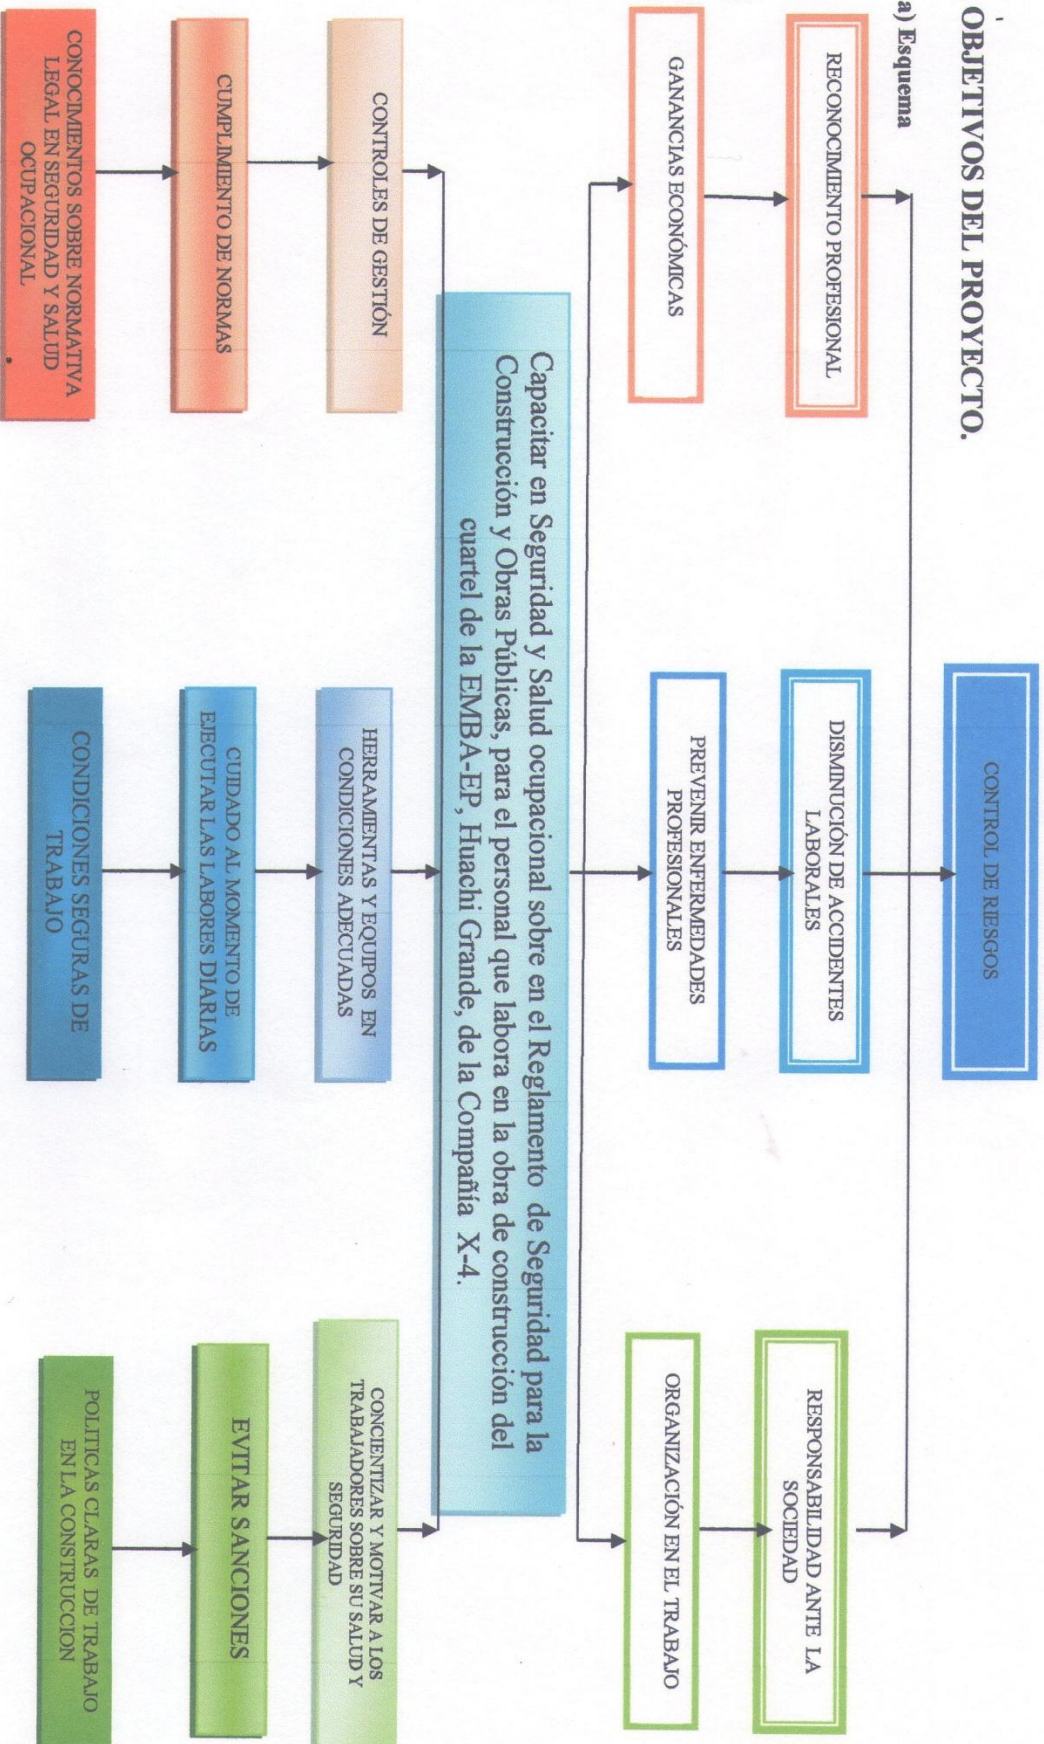 OBJETIVOS DEL PROYECTO.
a) Esquema
CONTROL DE RIESGOS
RECONOCIMIENTO PROFESIONAL
DISMINUCIÓN DE ACCIDENTES
LABORALES
RESPONSABILIDAD ANTE LA
SOCIEDAD
GANANCIAS ECONÓMICAS
PREVENIR ENFERMEDADES
PROFESIONALES
ORGANIZACIÓN EN EL TRABAJO
Capacitar en Seguridad y Salud ocupacional sobre en el Reglamento de Seguridad para la
Construcción y Obras Públicas, para el personal que labora en la obra de construcción del
cuartel de la EMBA-EP, Huachi Grande, de la Compañía X-4.
CONTROLES DE GESTIÓN
HERRAMIENTAS Y EQUIPOS EN
CONDICIONES ADECUADAS
CONCIENTIZAR Y MOTIVAR A LOS
TRABAJADORES SOBRE SU SALUD Y
SEGURIDAD
CUMPLIMIENTO DE NORMAS
CUIDADO AL MOMENTO DE
EJECUTAR LAS LABORES DIARIAS
EVITAR SANCIONES
CONOCIMIENTOS SOBRE NORMATIVA
LEGAL EN SEGURIDAD Y SALUD
OCUPACIONAL
CONDICIONES SEGURAS DE
TRABAJO
POLITICAS CLARAS DE TRABAJO
EN LA CONSTRUCCION